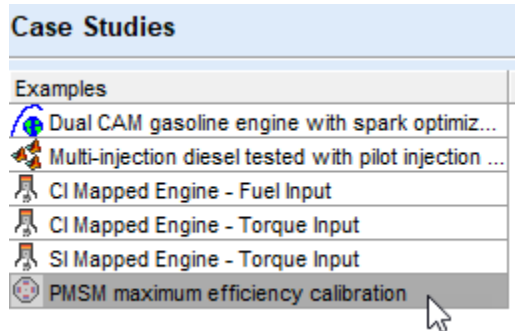 Case Studies
Examples
Dual CAM gasoline engine with spark optimiz...
Multi-injection diesel tested with pilot injection ...
CI Mapped Engine - Fuel Input
CI Mapped Engine - Torque Input
SI Mapped Engine - Torque Input
PMSM maximum efficiency calibration